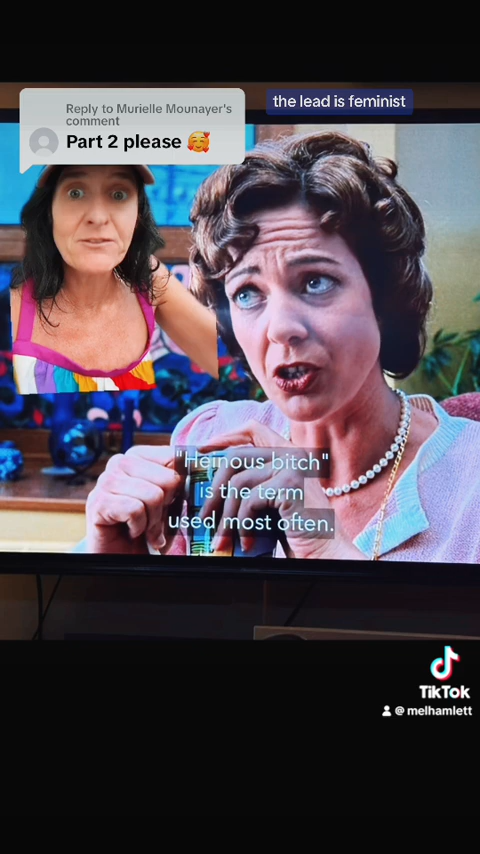 Reply to Murielle Mounayer's
comment
Part 2 please 🥰
the lead is feminist
"Heinous bitch"
is the term
used most often.
TikTok
@ melhamlett